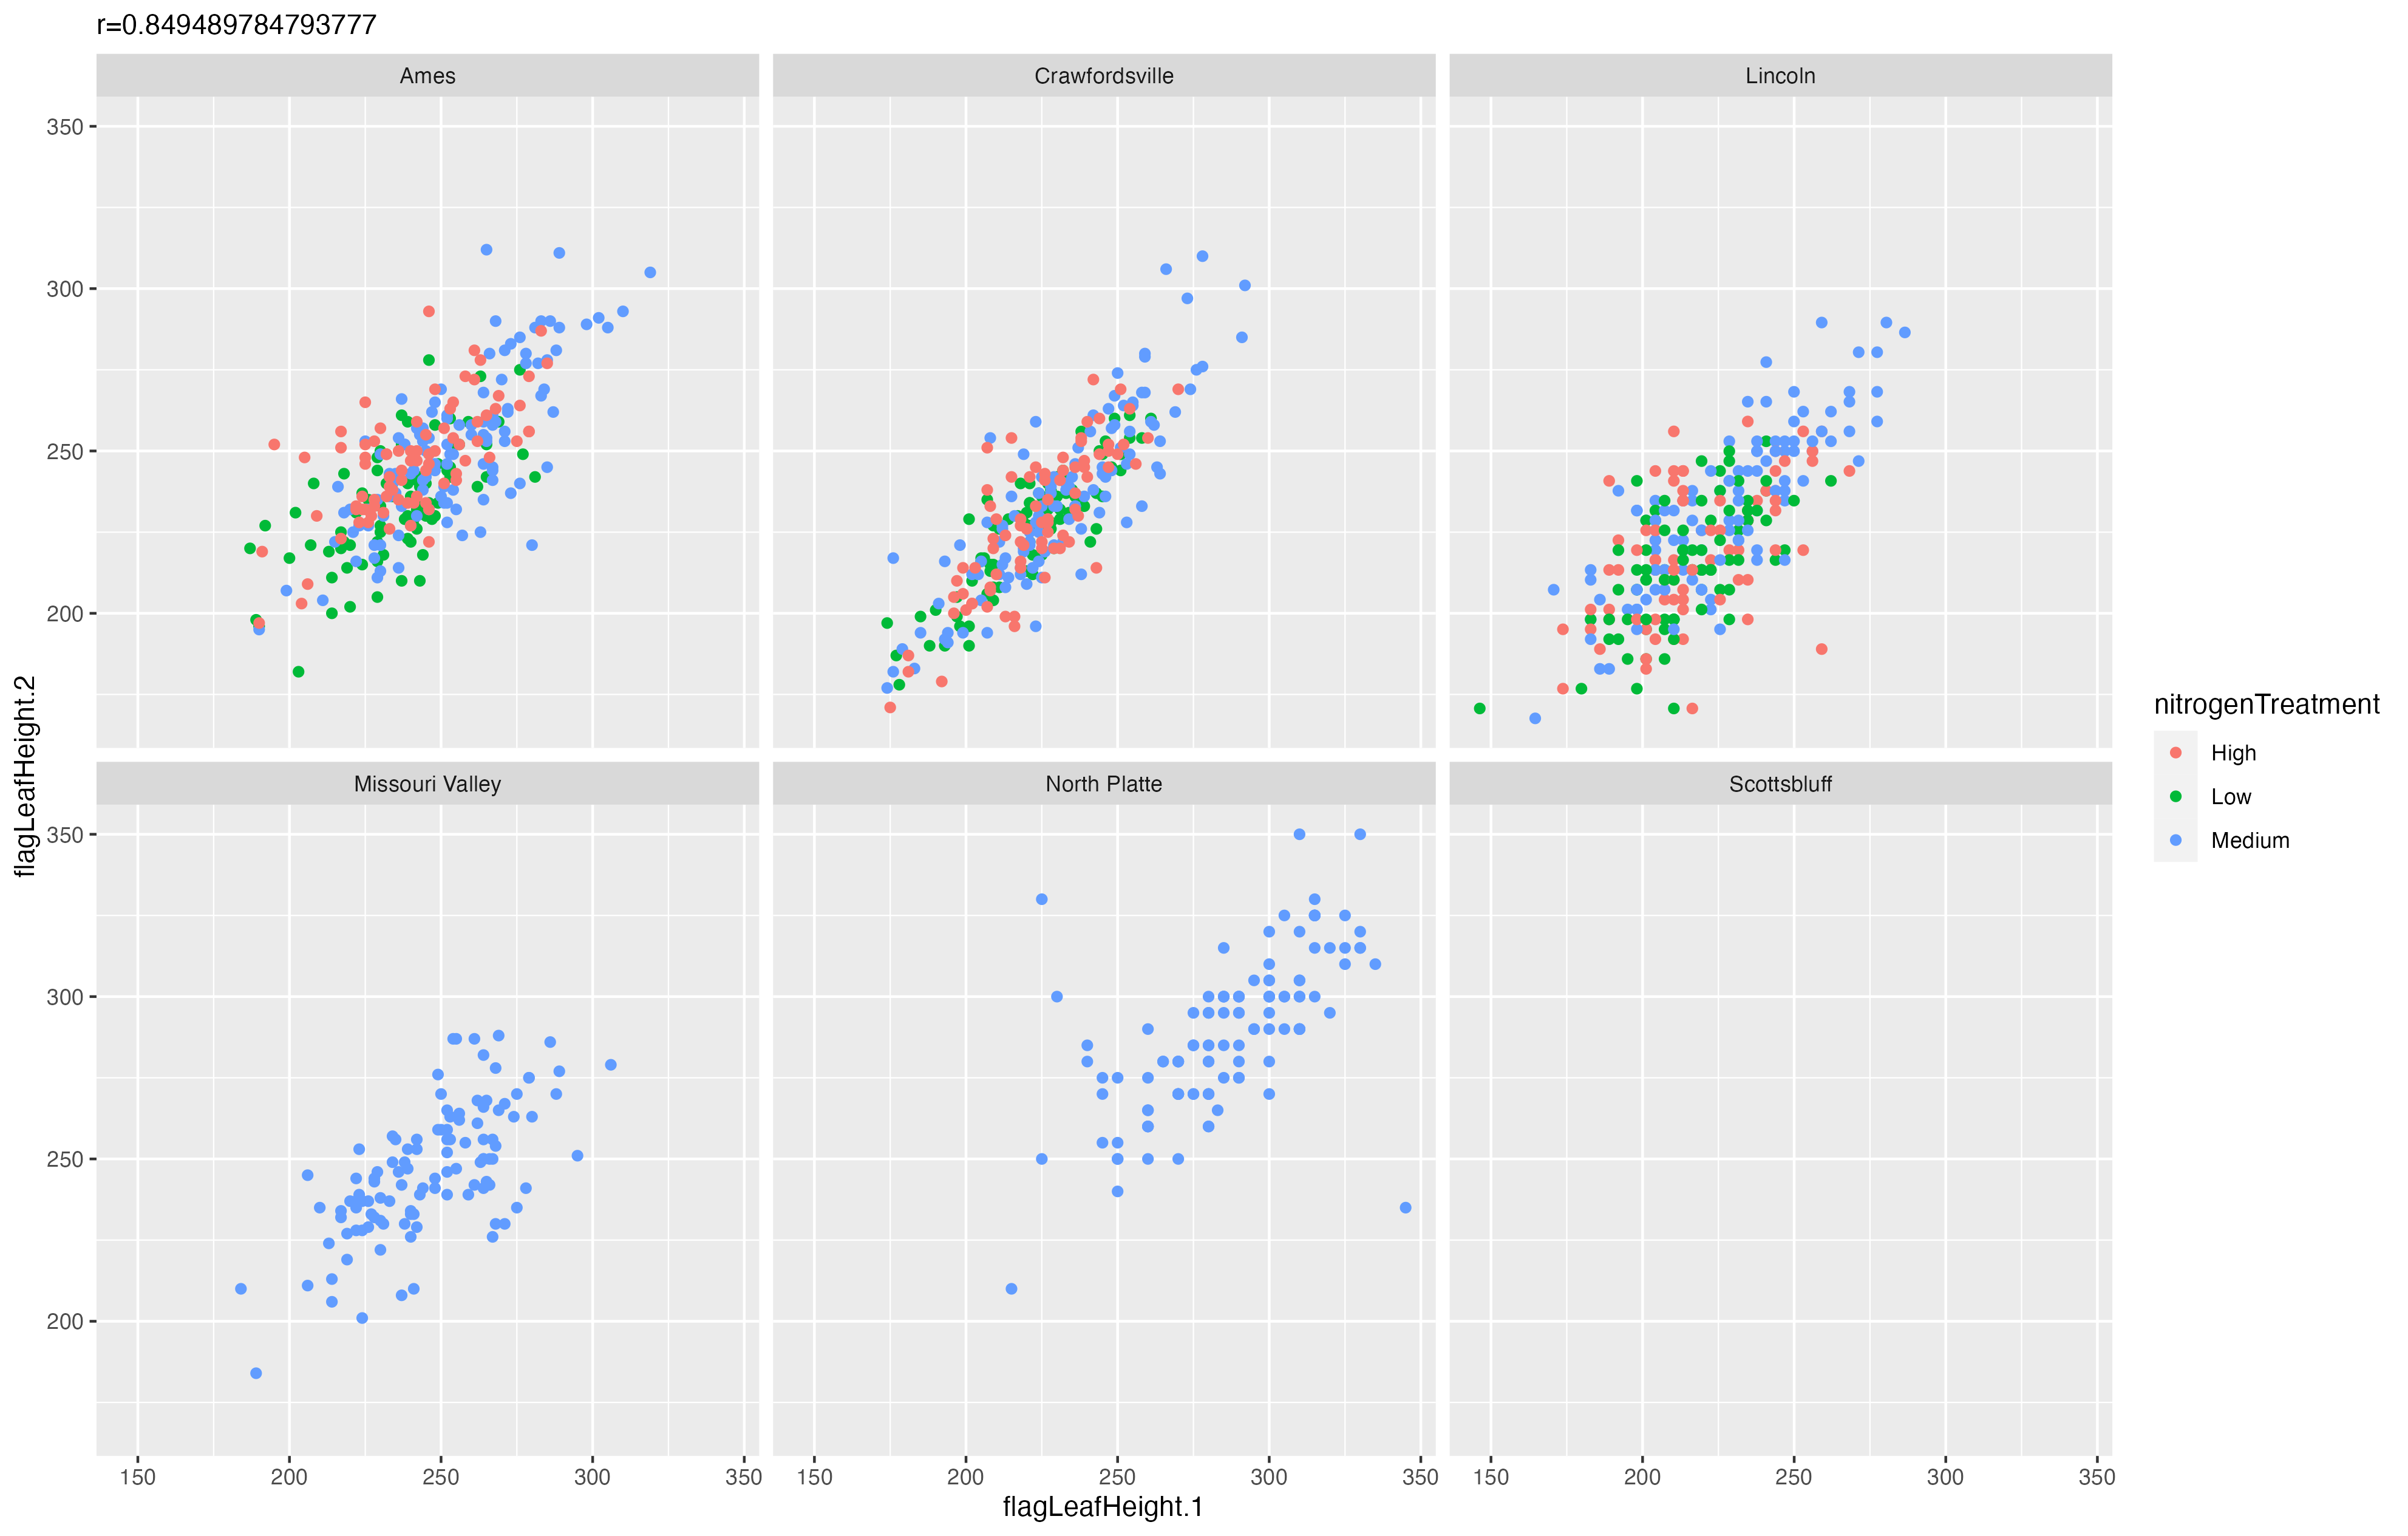 r=0.849489784793777
Ames
Crawfordsville
Lincoln
350
300
250
200
Missouri Valley
North Platte
Scottsbluff
350
300
250
200
150 200 250 300 350
150 200 250 300 350
150 200 250 300 350
flagLeafHeight.1
flagLeafHeight.2
nitrogenTreatment
High
Low
Medium